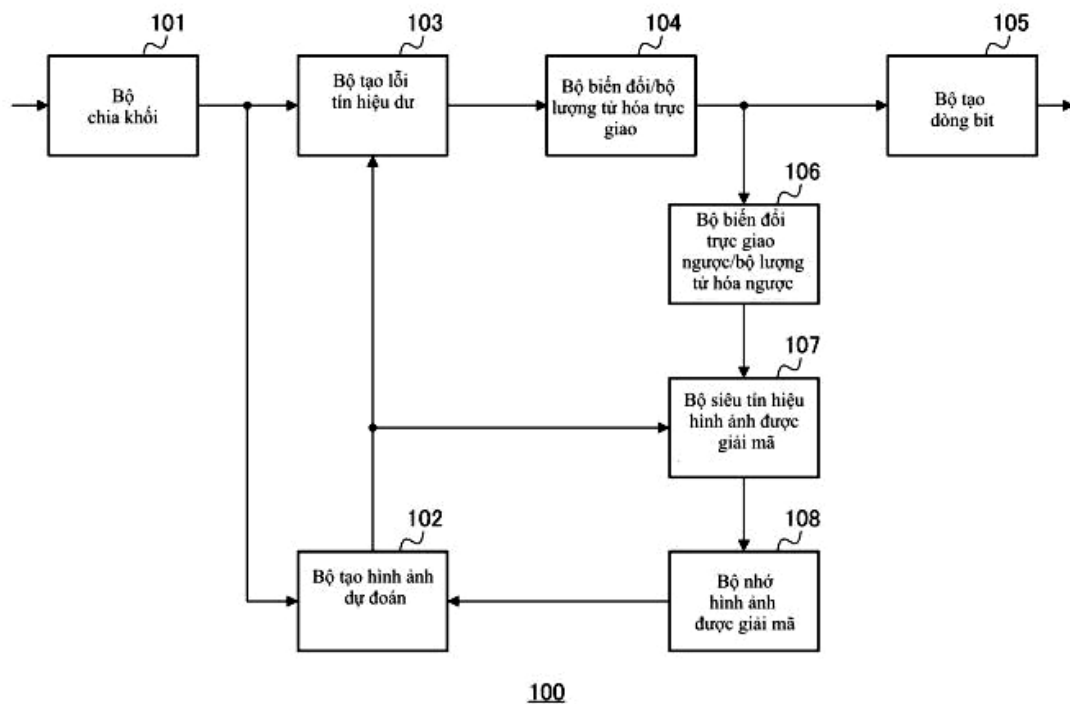 101
Bộ
chia khối
103
Bộ tạo lỗi
tín hiệu dư
104
Bộ biến đổi/bộ
lượng tử hóa trực
giao
105
Bộ tạo
dòng bit
106
Bộ biến đổi
trực giao
ngược/bộ lượng
tử hóa ngược
107
Bộ siêu tín hiệu
hình ảnh được
giải mã
102
Bộ tạo hình ảnh
dự đoán
108
Bộ nhớ
hình ảnh
được giải mã
100